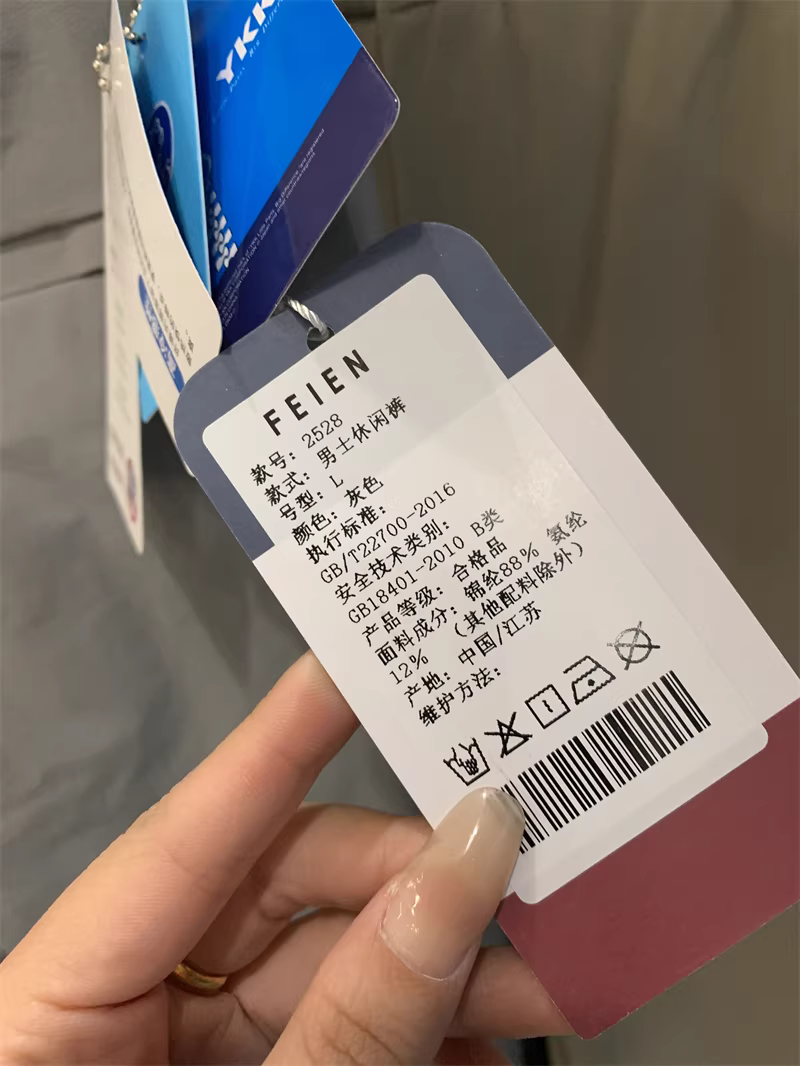 YKK
FEIEN
款号: 2528
款式: 男士休闲裤
号型: L
颜色: 灰色
执行标准:
GB/T22700-2016
安全技术类别:
GB18401-2010 B类
产品等级: 合格品
面料成分: 锦纶88% 氨纶
12% (其他配料除外)
产地: 中国/江苏
维护方法: